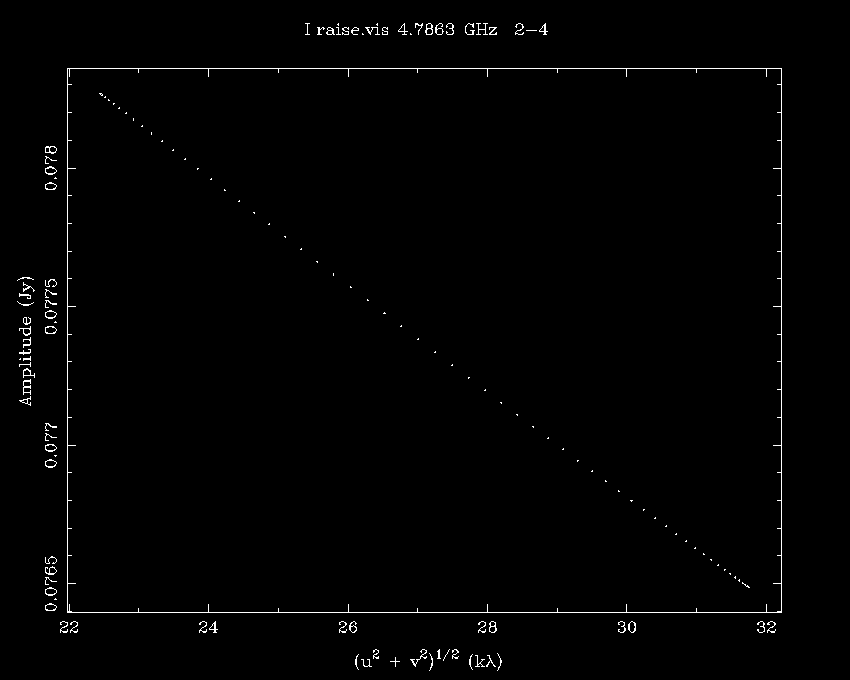 I raise.vis 4.7863 GHz  2−4
Amplitude (Jy)
0.078
0.0775
0.077
0.0765
22 24 26 28 30 32
(u² + v²)^1/2 (kλ)